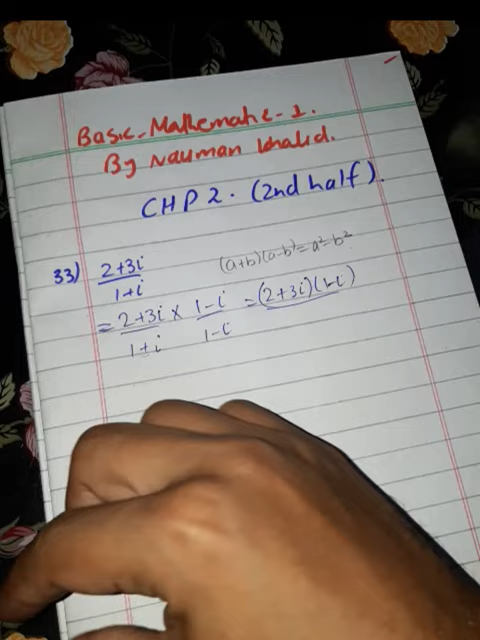 Basic Mathematic-1.
By Nauman Khalid.
CHP 2. (2nd half).
33) 2+3i / 1+i
(a+b)(a-b) = a²-b²
= 2+3i / 1+i × 1-i / 1-i = (2+3i)(1-i)